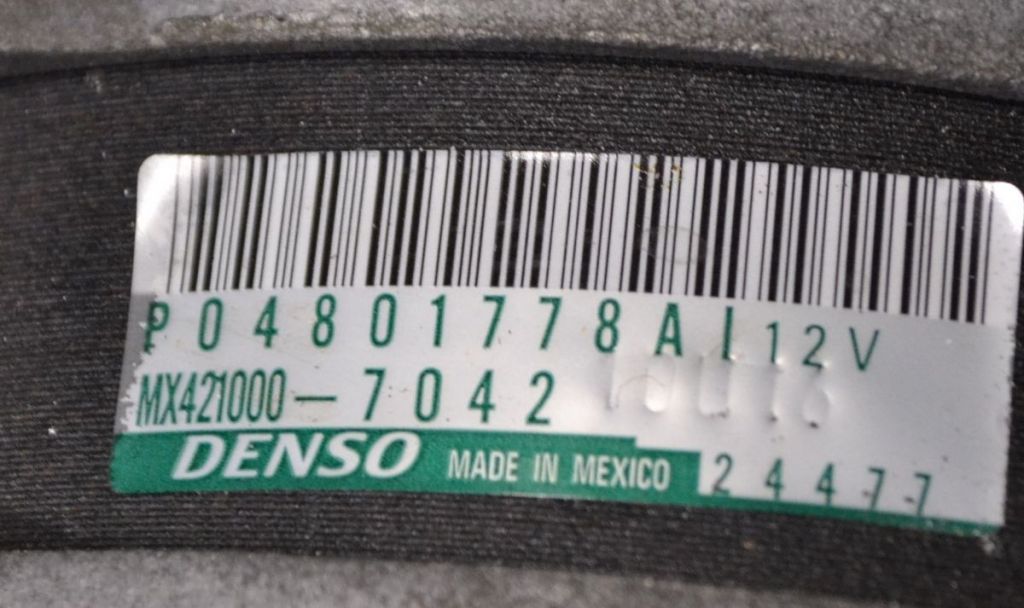 P04801778AI 12V
MX421000-7042
DENSO MADE IN MEXICO 24477